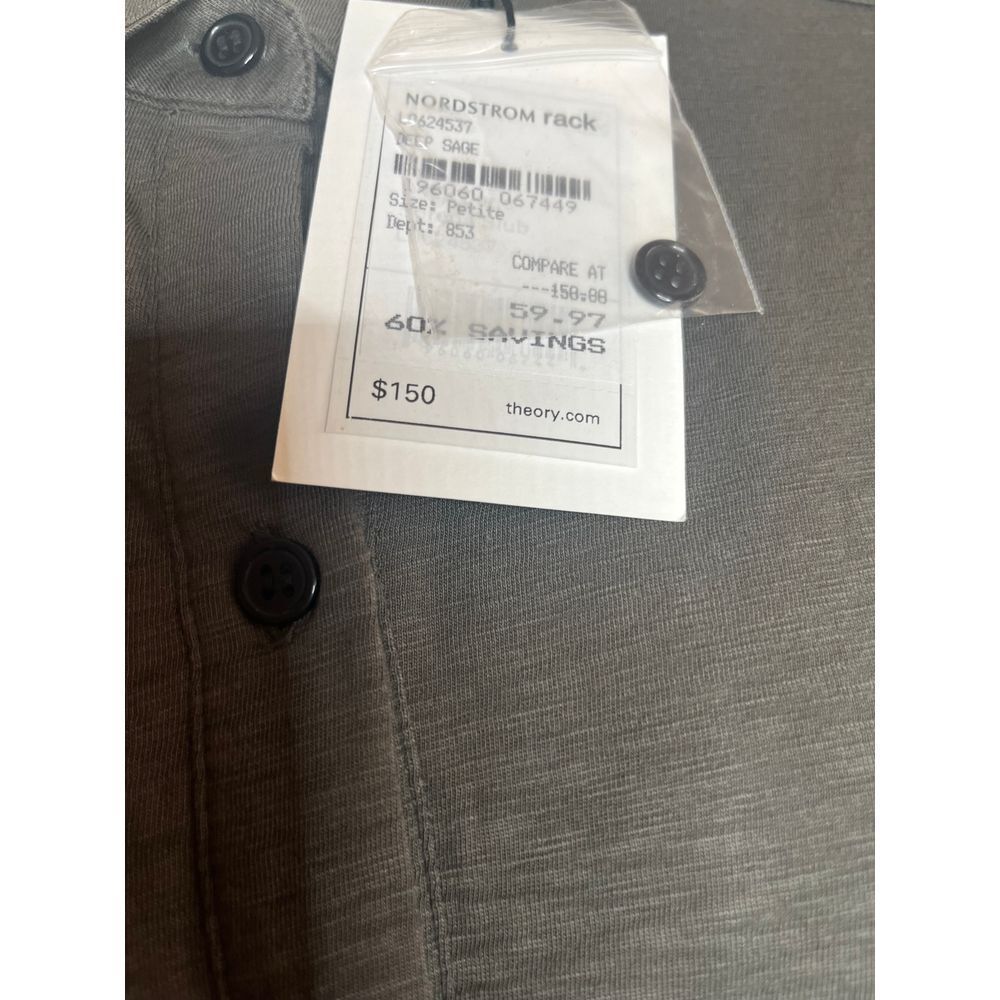 NORDSTROM rack
L0624537
DEEP SAGE
196060 067449
Size: Petite
Dept: 853
COMPARE AT
---150.00
59.97
60% SAVINGS
$150
theory.com